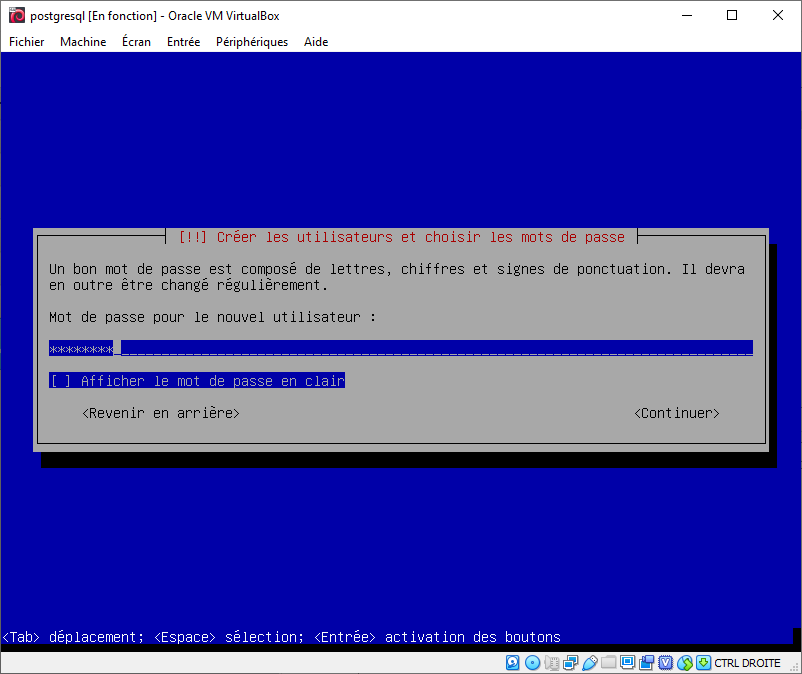 postgresql [En fonction] - Oracle VM VirtualBox
Fichier Machine Écran Entrée Périphériques Aide
[!!] Créer les utilisateurs et choisir les mots de passe
Un bon mot de passe est composé de lettres, chiffres et signes de ponctuation. Il devra
en outre être changé régulièrement.
Mot de passe pour le nouvel utilisateur :
********
[ ] Afficher le mot de passe en clair
<Revenir en arrière> <Continuer>
<Tab> déplacement; <Espace> sélection; <Entrée> activation des boutons
CTRL DROITE